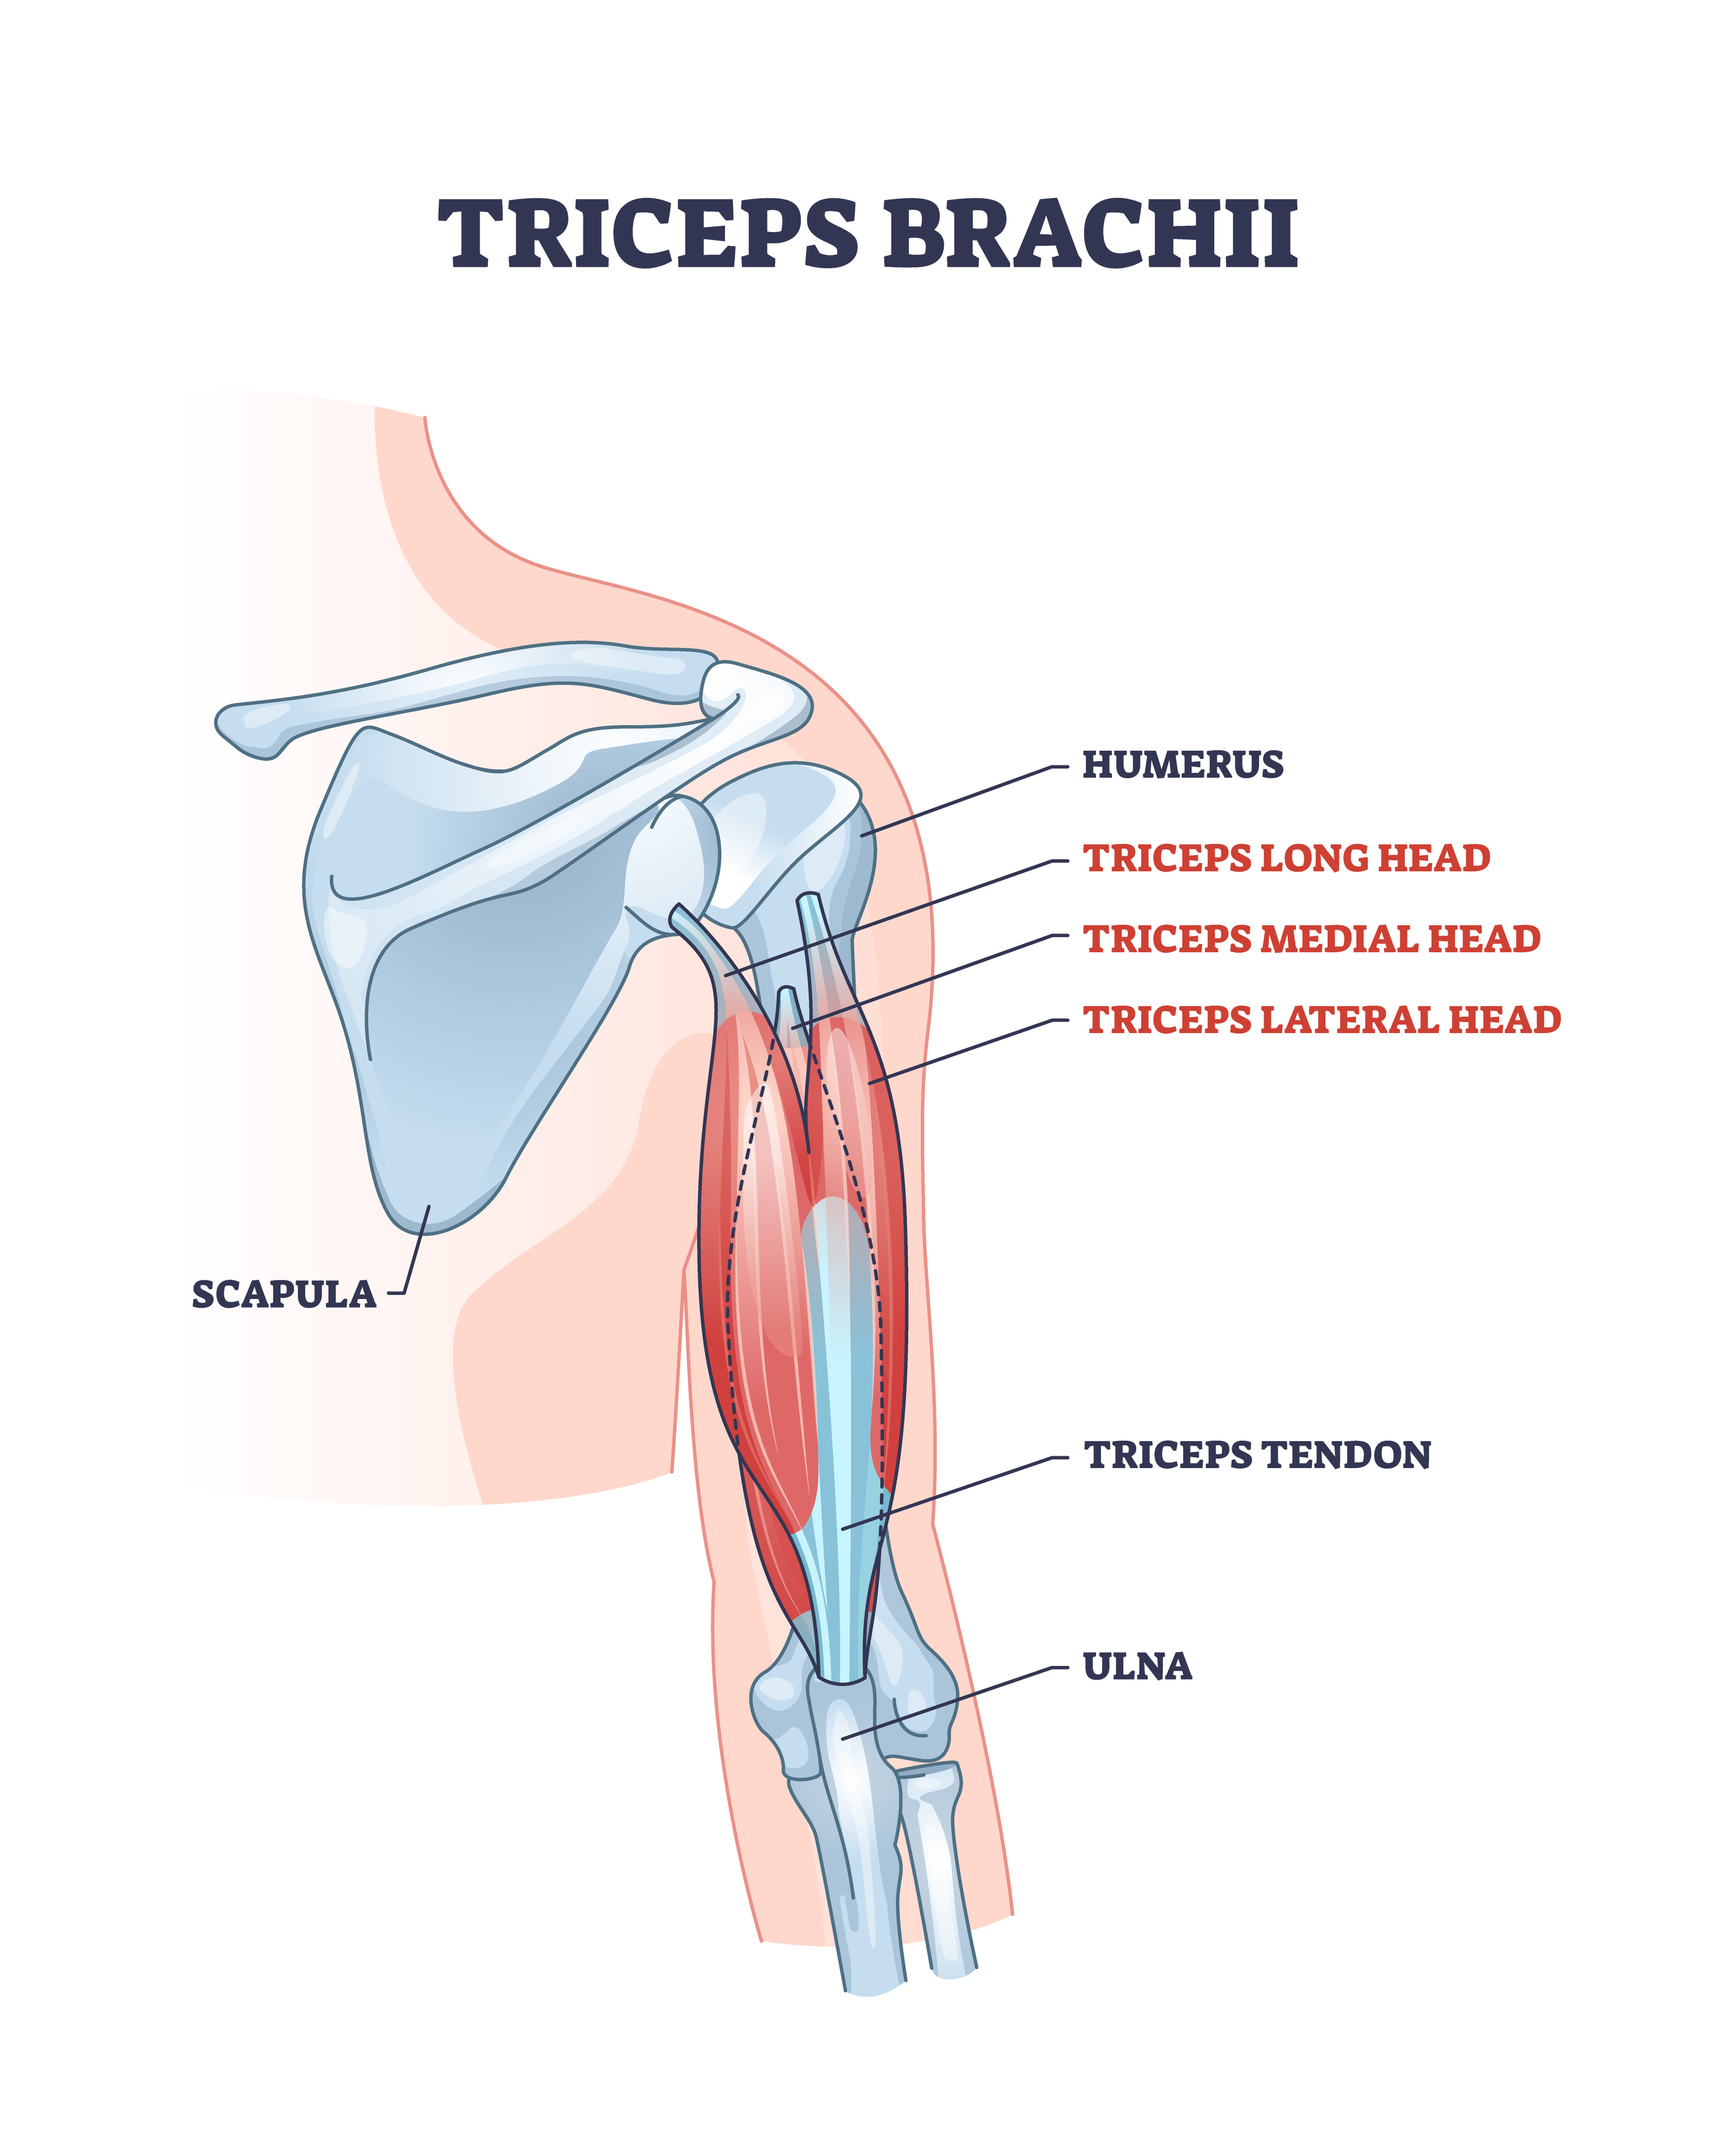 TRICEPS BRACHII
HUMERUS
TRICEPS LONG HEAD
TRICEPS MEDIAL HEAD
TRICEPS LATERAL HEAD
SCAPULA
TRICEPS TENDON
ULNA